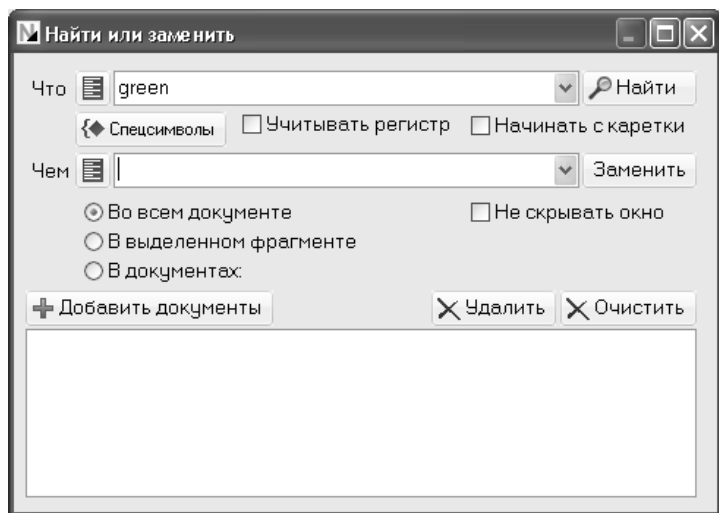 Найти или заменить
Что green Найти
Спецсимволы Учитывать регистр Начинать с каретки
Чем Заменить
Во всем документе Не скрывать окно
В выделенном фрагменте
В документах:
Добавить документы Удалить Очистить